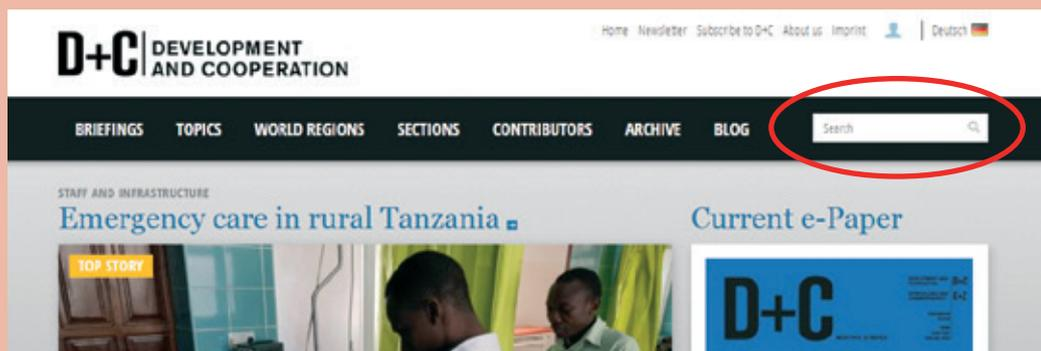 Home Newsletter Subscribe to D+C About us Imprint Deutsch
D+C DEVELOPMENT
AND COOPERATION
BRIEFINGS TOPICS WORLD REGIONS SECTIONS CONTRIBUTORS ARCHIVE BLOG Search
STAFF AND INFRASTRUCTURE
Emergency care in rural Tanzania
Current e-Paper
TOP STORY
D+C